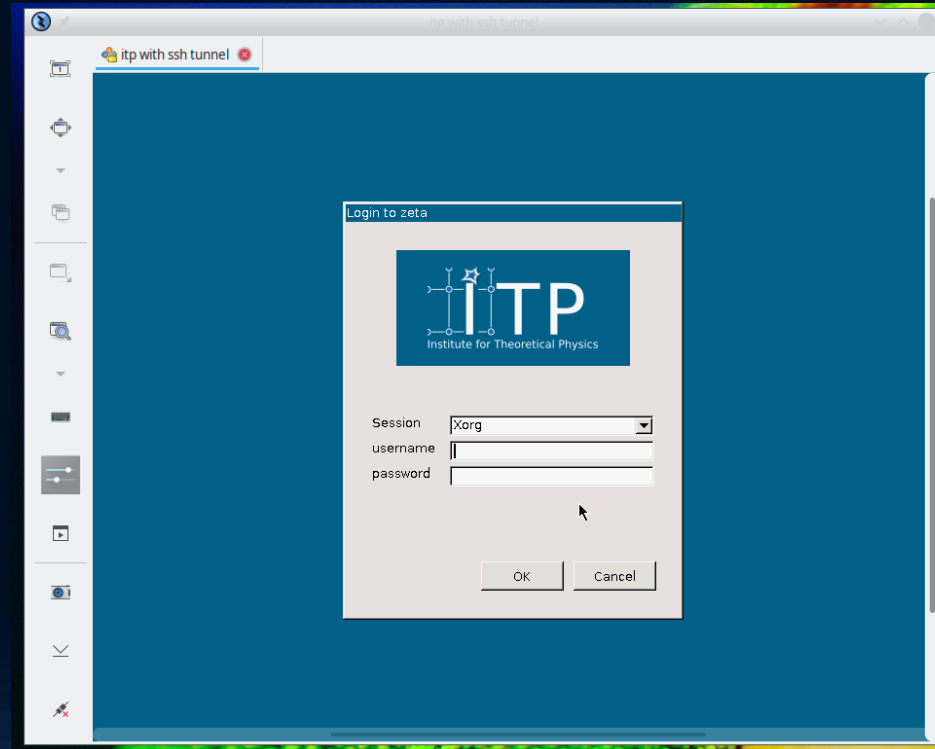 itp with ssh tunnel
itp with ssh tunnel
Login to zeta
iTP
Institute for Theoretical Physics
Session Xorg
username
password
OK Cancel